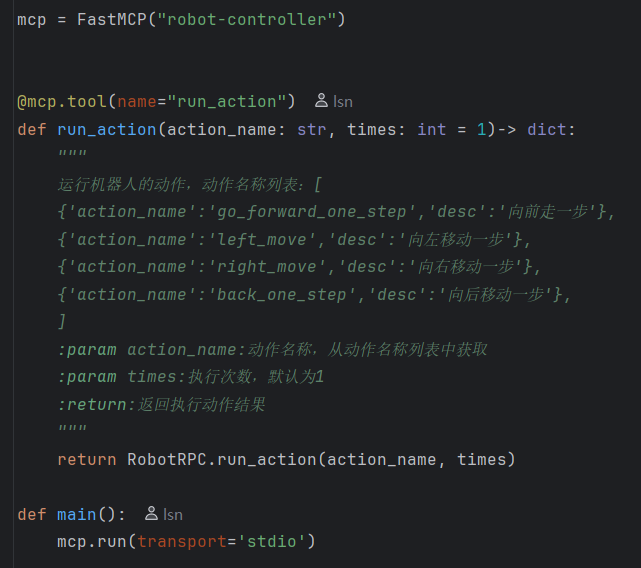 mcp = FastMCP("robot-controller")
@mcp.tool(name="run_action") lsn
def run_action(action_name: str, times: int = 1)-> dict:
"""
运行机器人的动作，动作名称列表：[
{'action_name':'go_forward_one_step','desc':'向前走一步'},
{'action_name':'left_move','desc':'向左移动一步'},
{'action_name':'right_move','desc':'向右移动一步'},
{'action_name':'back_one_step','desc':'向后移动一步'},
]
:param action_name:动作名称，从动作名称列表中获取
:param times:执行次数，默认为1
:return:返回执行动作结果
"""
return RobotRPC.run_action(action_name, times)
def main(): lsn
mcp.run(transport='stdio')